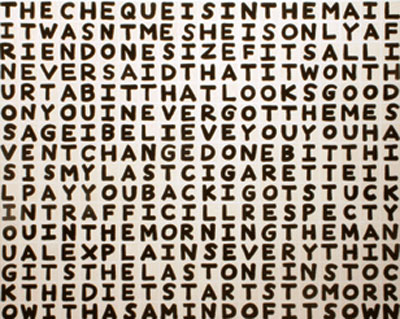 THECHEQUEISINTHEMAIL
ITWASNTMESHEISONLYAF
RIENDONESIZEFITSALLI
NEVERSAIDTHATITWONTH
URTABITTHATLOOKSGOOD
ONYOUINEVERGOTTHEMES
SAGEIBELIEVEYOUYOUHA
VENTCHANGEDONEBITTHI
SISMYLASTCIGARETTEIL
LPAYYOUBACKIGOTSTUCK
INTRAFFICILLRESPECTY
OUINTHEMORNINGTHEMAN
UALEXPLAINSEVERYTHIN
GITSTHELASTONEINSTOC
KTHEDIETSTARTSTOMORR
OWITHASAMINDOFITSOWN